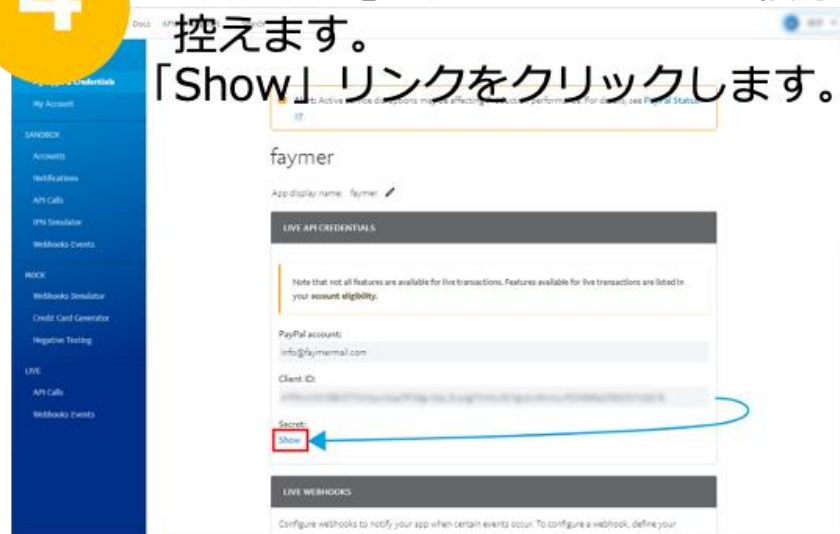 4
控えます。
「Show」リンクをクリックします。
Docs
My Account
SANDBOX
Accounts
Notifications
API Calls
IPN Simulator
Webhooks Events
MOCK
Webhooks Simulator
Credit Card Generator
Negative Testing
LIVE
API Calls
Webhooks Events
faymer
App display name: faymer
LIVE API CREDENTIALS
Note that not all features are available for live transactions. Features available for live transactions are listed in
your account eligibility.
PayPal account:
info@faymermail.com
Client ID:
Secret:
Show
LIVE WEBHOOKS
Configure webhooks to notify your app when certain events occur. To configure a webhook, define your